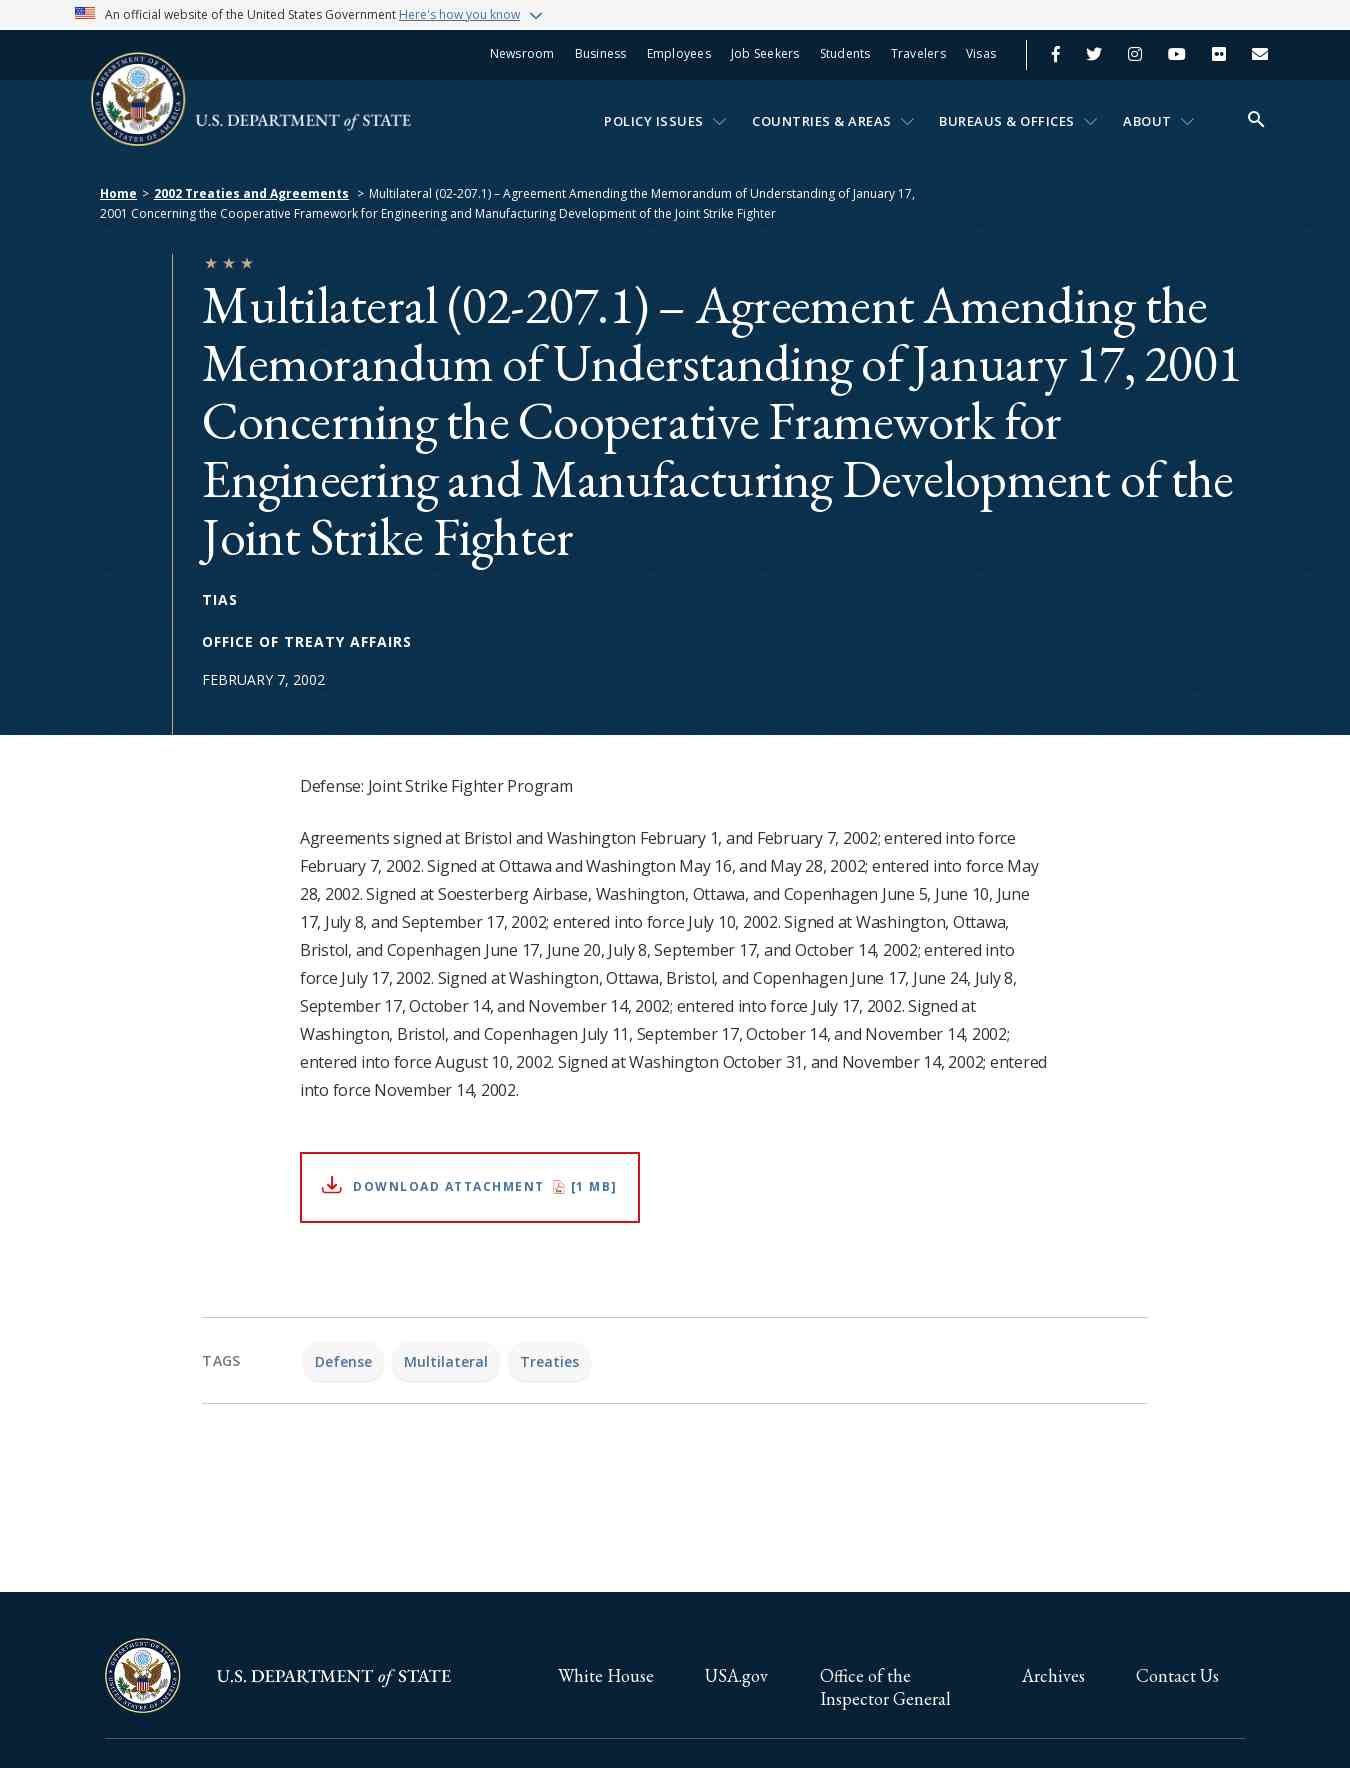 An official website of the United States Government Here's how you know
Newsroom Business Employees Job Seekers Students Travelers Visas
U.S. DEPARTMENT of STATE
POLICY ISSUES COUNTRIES & AREAS BUREAUS & OFFICES ABOUT
Home > 2002 Treaties and Agreements > Multilateral (02-207.1) – Agreement Amending the Memorandum of Understanding of January 17,
2001 Concerning the Cooperative Framework for Engineering and Manufacturing Development of the Joint Strike Fighter
Multilateral (02-207.1) – Agreement Amending the
Memorandum of Understanding of January 17, 2001
Concerning the Cooperative Framework for
Engineering and Manufacturing Development of the
Joint Strike Fighter
TIAS
OFFICE OF TREATY AFFAIRS
FEBRUARY 7, 2002
Defense: Joint Strike Fighter Program
Agreements signed at Bristol and Washington February 1, and February 7, 2002; entered into force
February 7, 2002. Signed at Ottawa and Washington May 16, and May 28, 2002; entered into force May
28, 2002. Signed at Soesterberg Airbase, Washington, Ottawa, and Copenhagen June 5, June 10, June
17, July 8, and September 17, 2002; entered into force July 10, 2002. Signed at Washington, Ottawa,
Bristol, and Copenhagen June 17, June 20, July 8, September 17, and October 14, 2002; entered into
force July 17, 2002. Signed at Washington, Ottawa, Bristol, and Copenhagen June 17, June 24, July 8,
September 17, October 14, and November 14, 2002; entered into force July 17, 2002. Signed at
Washington, Bristol, and Copenhagen July 11, September 17, October 14, and November 14, 2002;
entered into force August 10, 2002. Signed at Washington October 31, and November 14, 2002; entered
into force November 14, 2002.
DOWNLOAD ATTACHMENT [1 MB]
TAGS Defense Multilateral Treaties
DEPARTMENT OF STATE
UNITED STATES OF AMERICA
U.S. DEPARTMENT of STATE
White House USA.gov Office of the Archives Contact Us
Inspector General